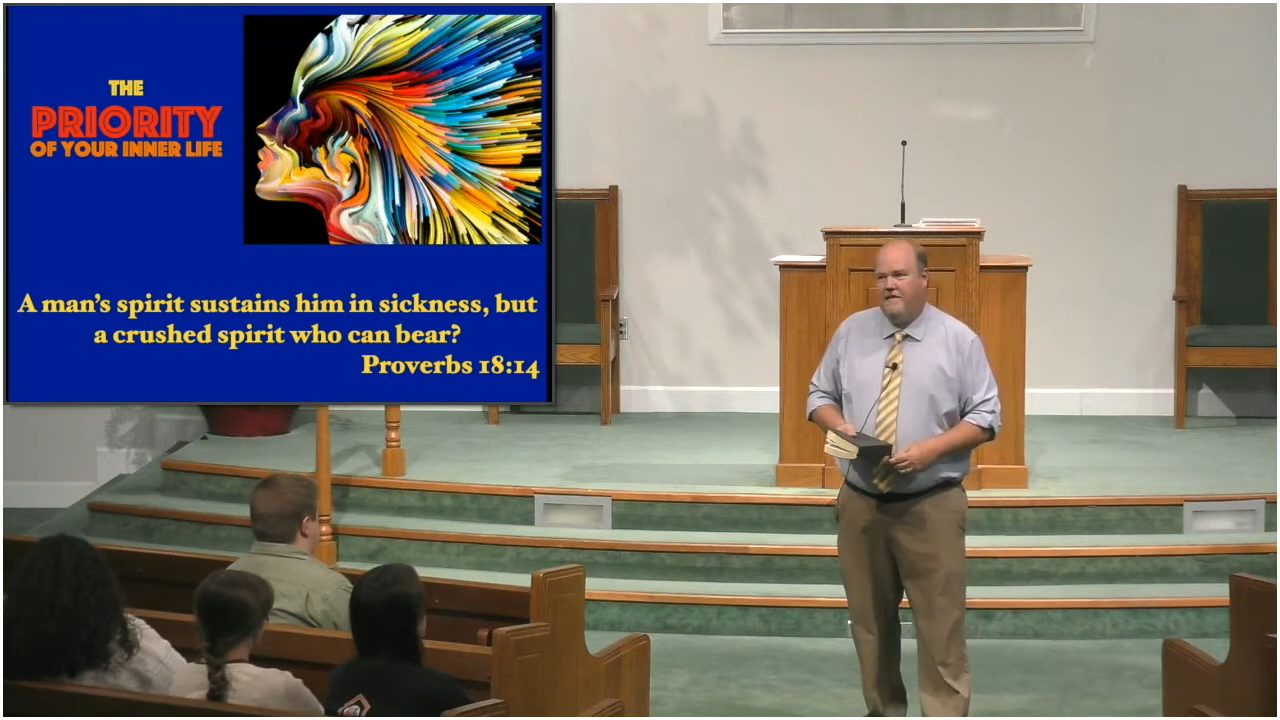 THE
PRIORITY
OF YOUR INNER LIFE
A man's spirit sustains him in sickness, but
a crushed spirit who can bear?
Proverbs 18:14